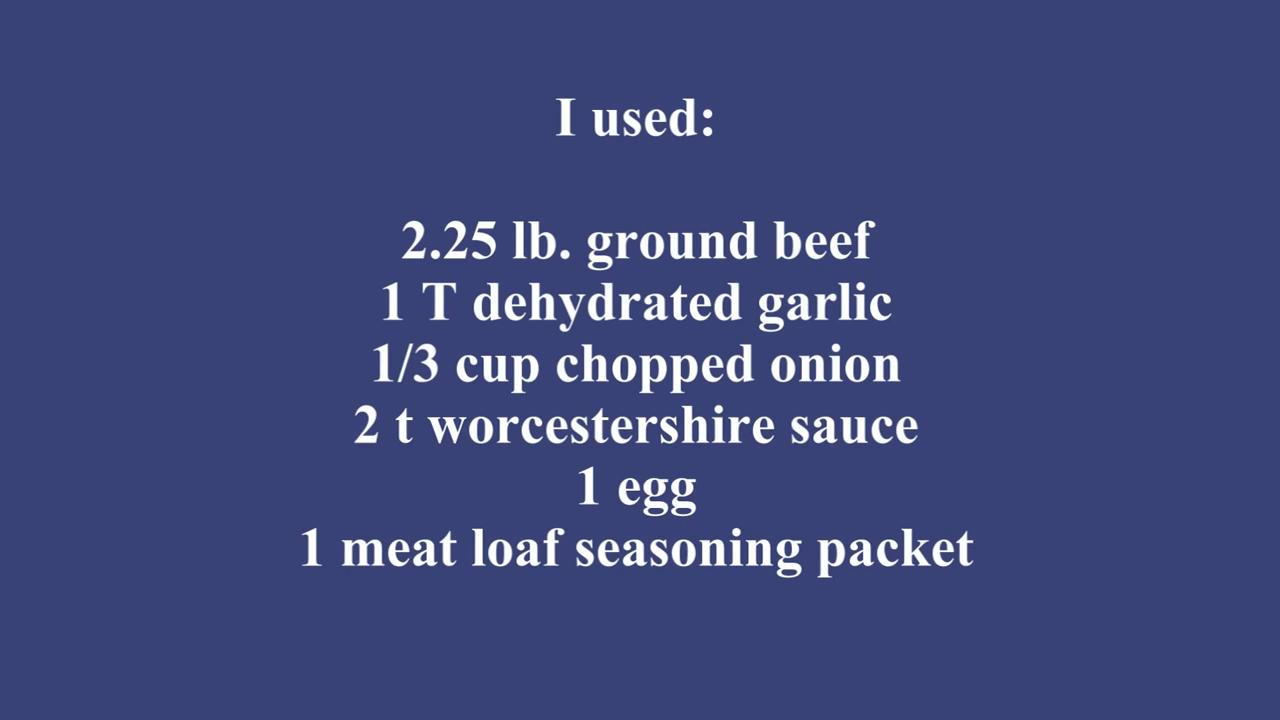 I used:
2.25 lb. ground beef
1 T dehydrated garlic
1/3 cup chopped onion
2 t worcestershire sauce
1 egg
1 meat loaf seasoning packet